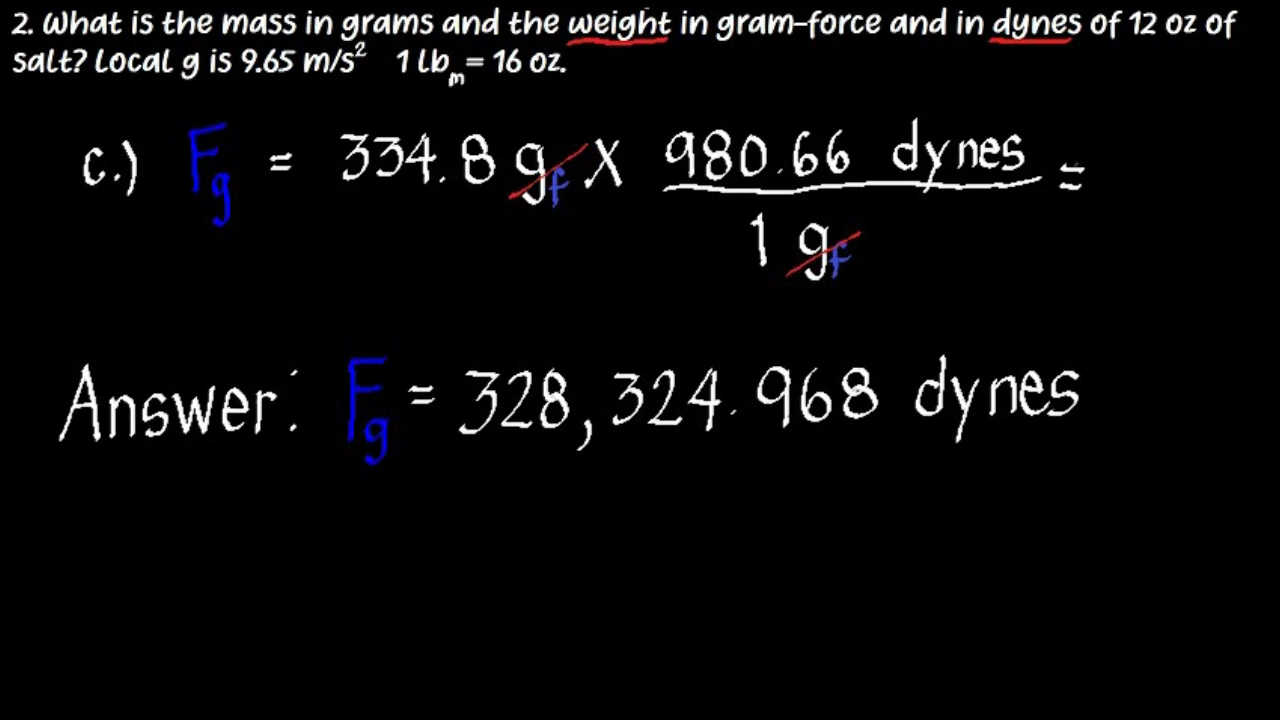 2. What is the mass in grams and the weight in gram-force and in dynes of 12 oz of
salt? Local g is 9.65 m/s² 1 lbₘ = 16 oz.
c.) Fg = 334.8 gf x 980.66 dynes =
1 gf
Answer: Fg = 328,324.968 dynes